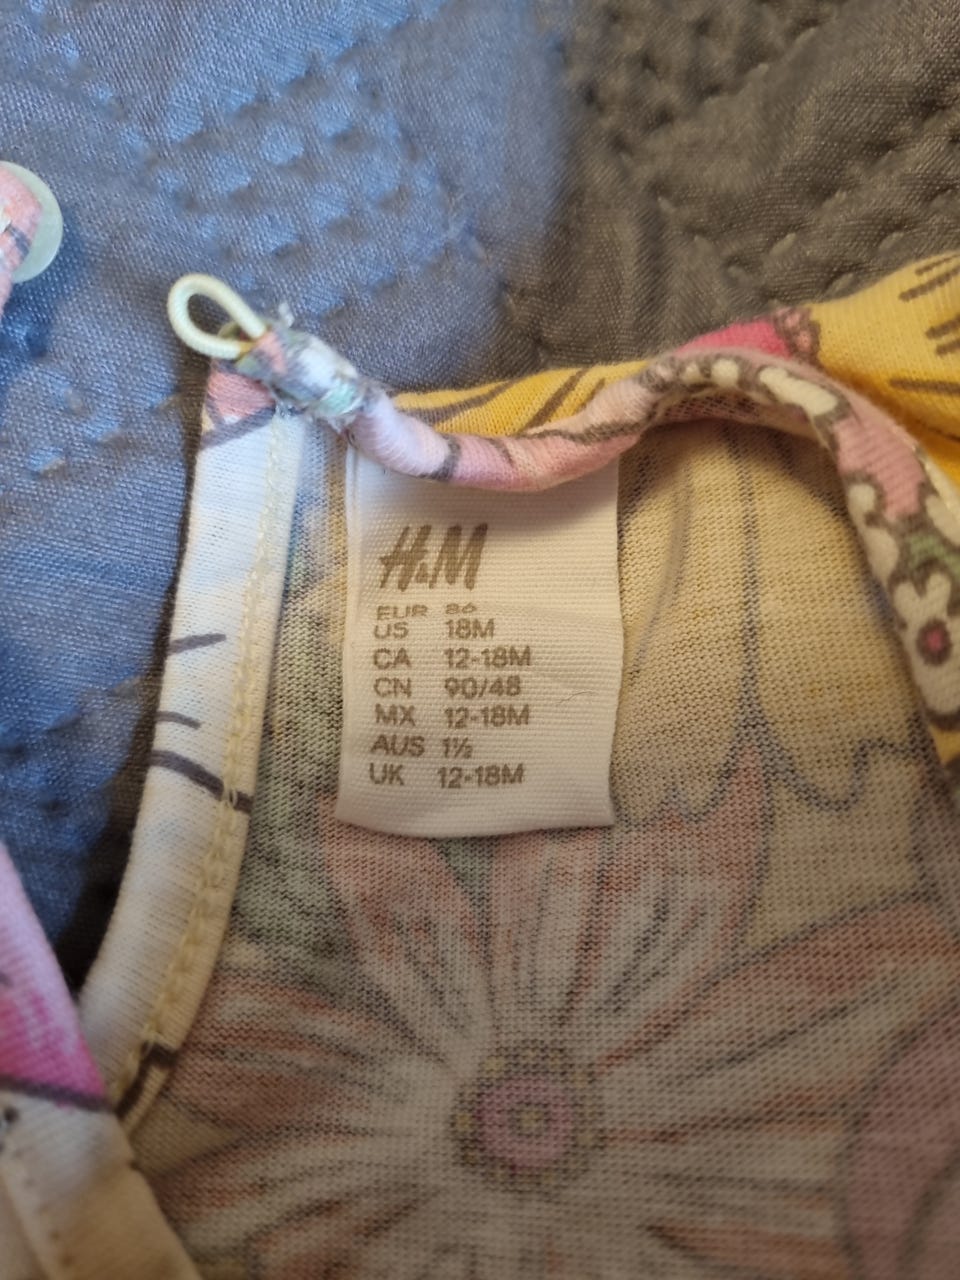 H&M
EUR 86
US 18M
CA 12-18M
CN 90/48
MX 12-18M
AUS 1½
UK 12-18M